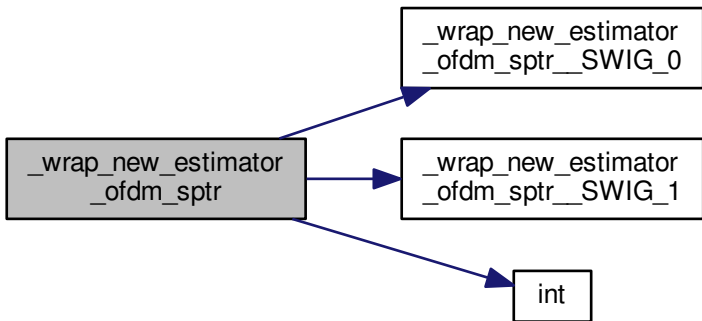 _wrap_new_estimator
_ofdm_sptr__SWIG_0
_wrap_new_estimator
_ofdm_sptr
_wrap_new_estimator
_ofdm_sptr__SWIG_1
int